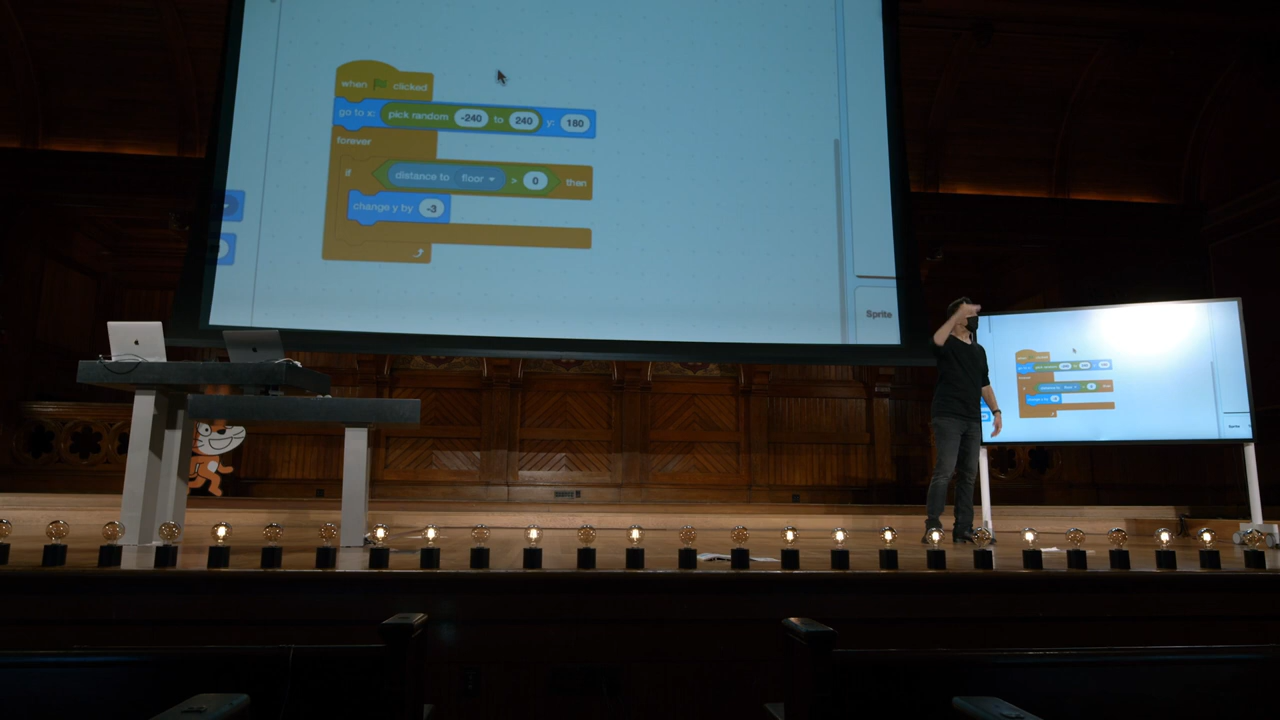 when clicked
go to x: pick random -240 to 240 y: 180
forever
if distance to floor > 0 then
change y by -3
Sprite
Sprite